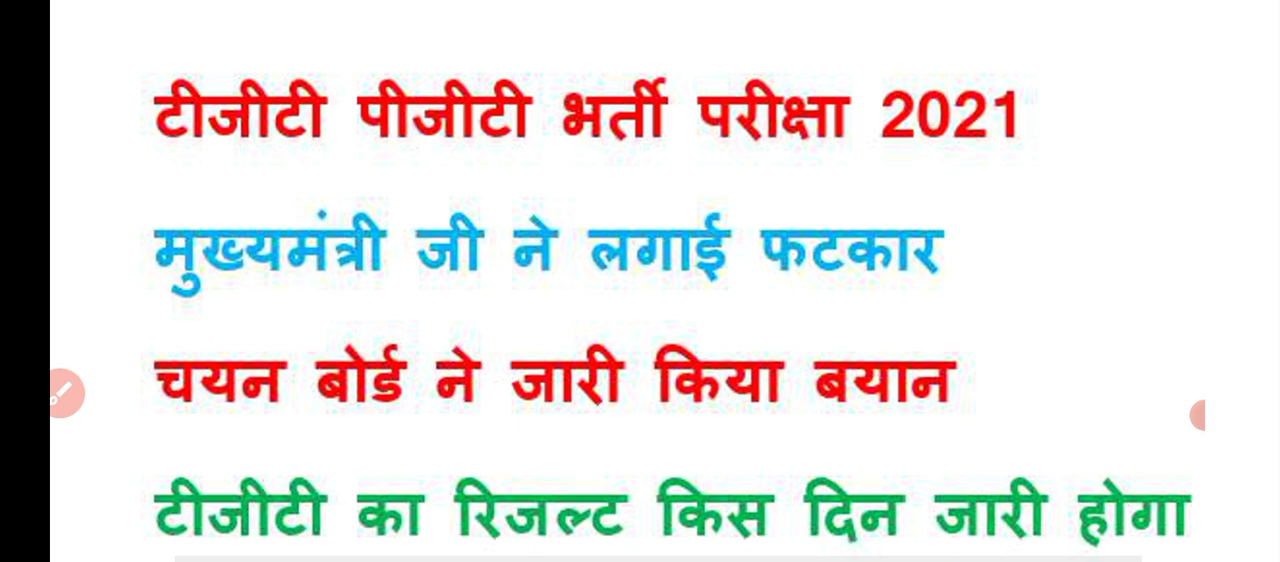 टीजीटी पीजीटी भर्ती परीक्षा 2021
मुख्यमंत्री जी ने लगाई फटकार
चयन बोर्ड ने जारी किया बयान
टीजीटी का रिजल्ट किस दिन जारी होगा